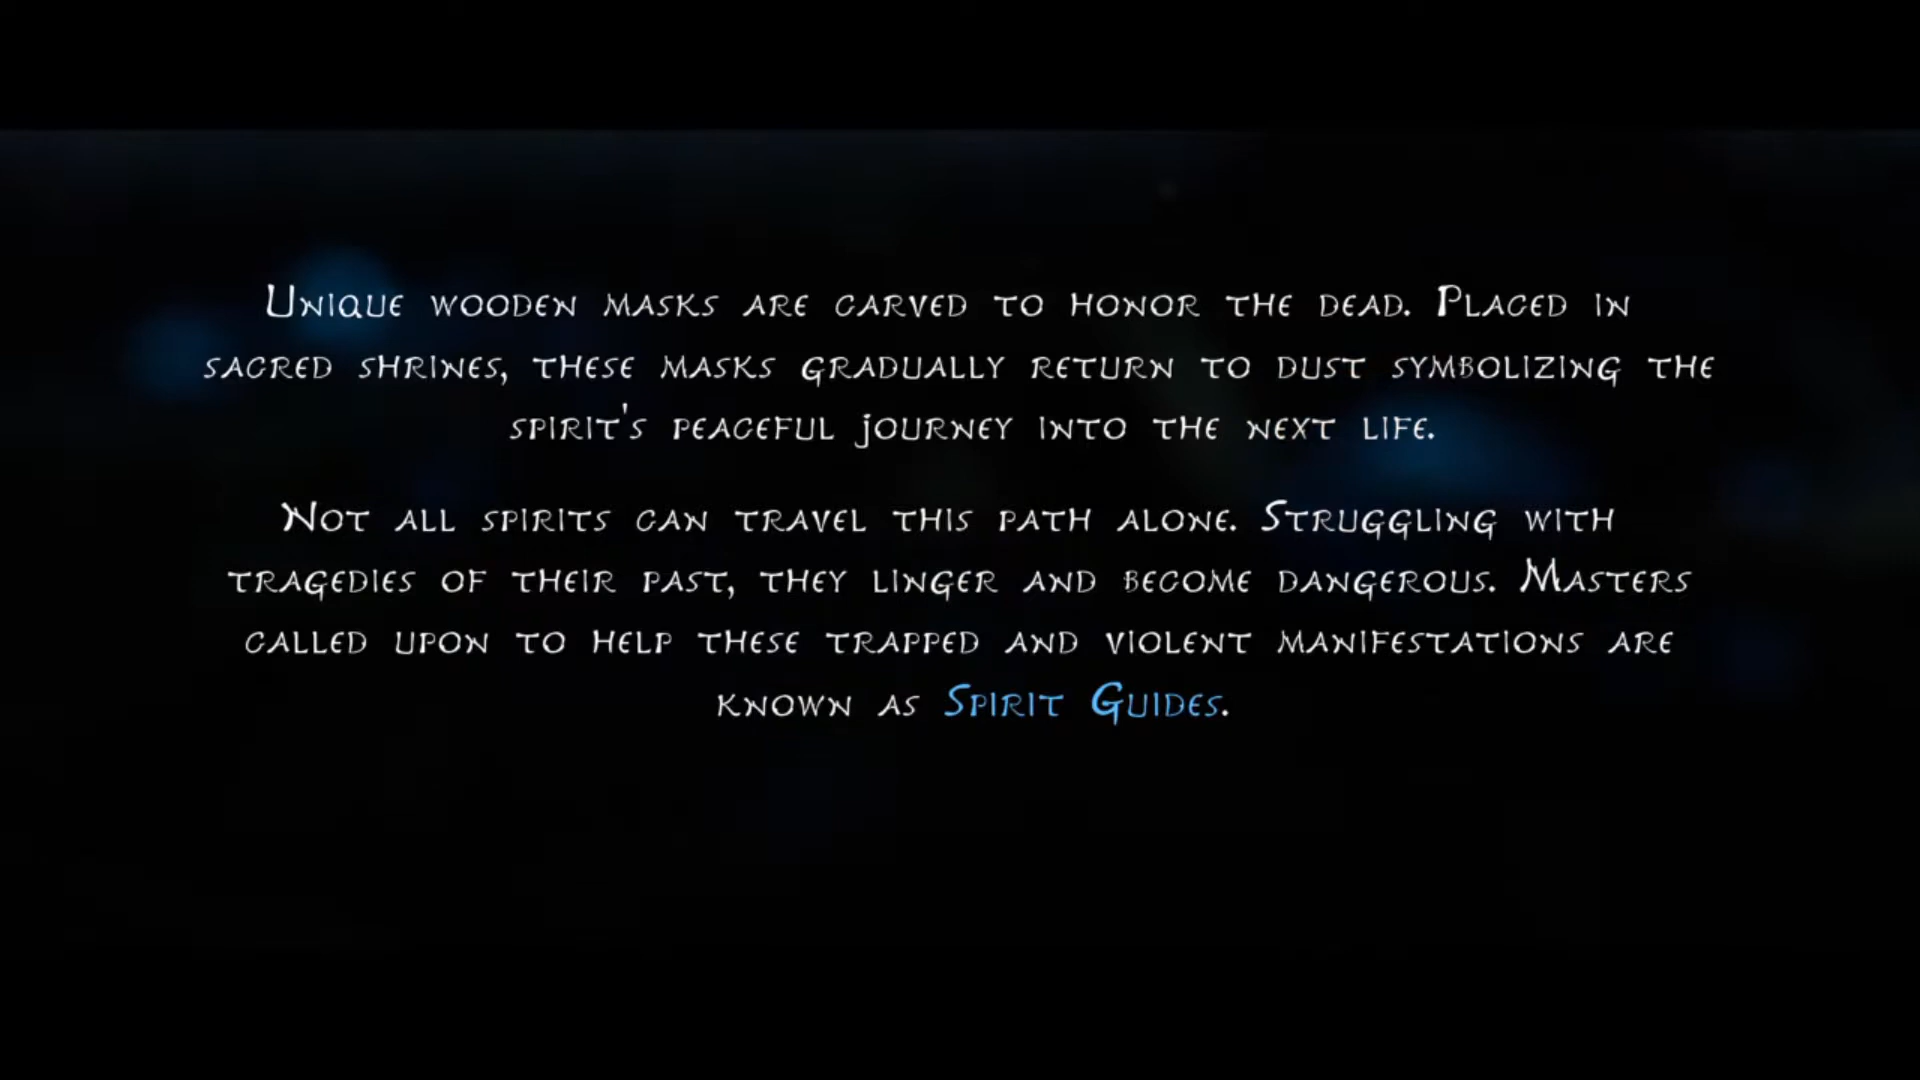 Unique wooden masks are carved to honor the dead. Placed in
sacred shrines, these masks gradually return to dust symbolizing the
spirit's peaceful journey into the next life.
Not all spirits can travel this path alone. Struggling with
tragedies of their past, they linger and become dangerous. Masters
called upon to help these trapped and violent manifestations are
known as Spirit Guides.